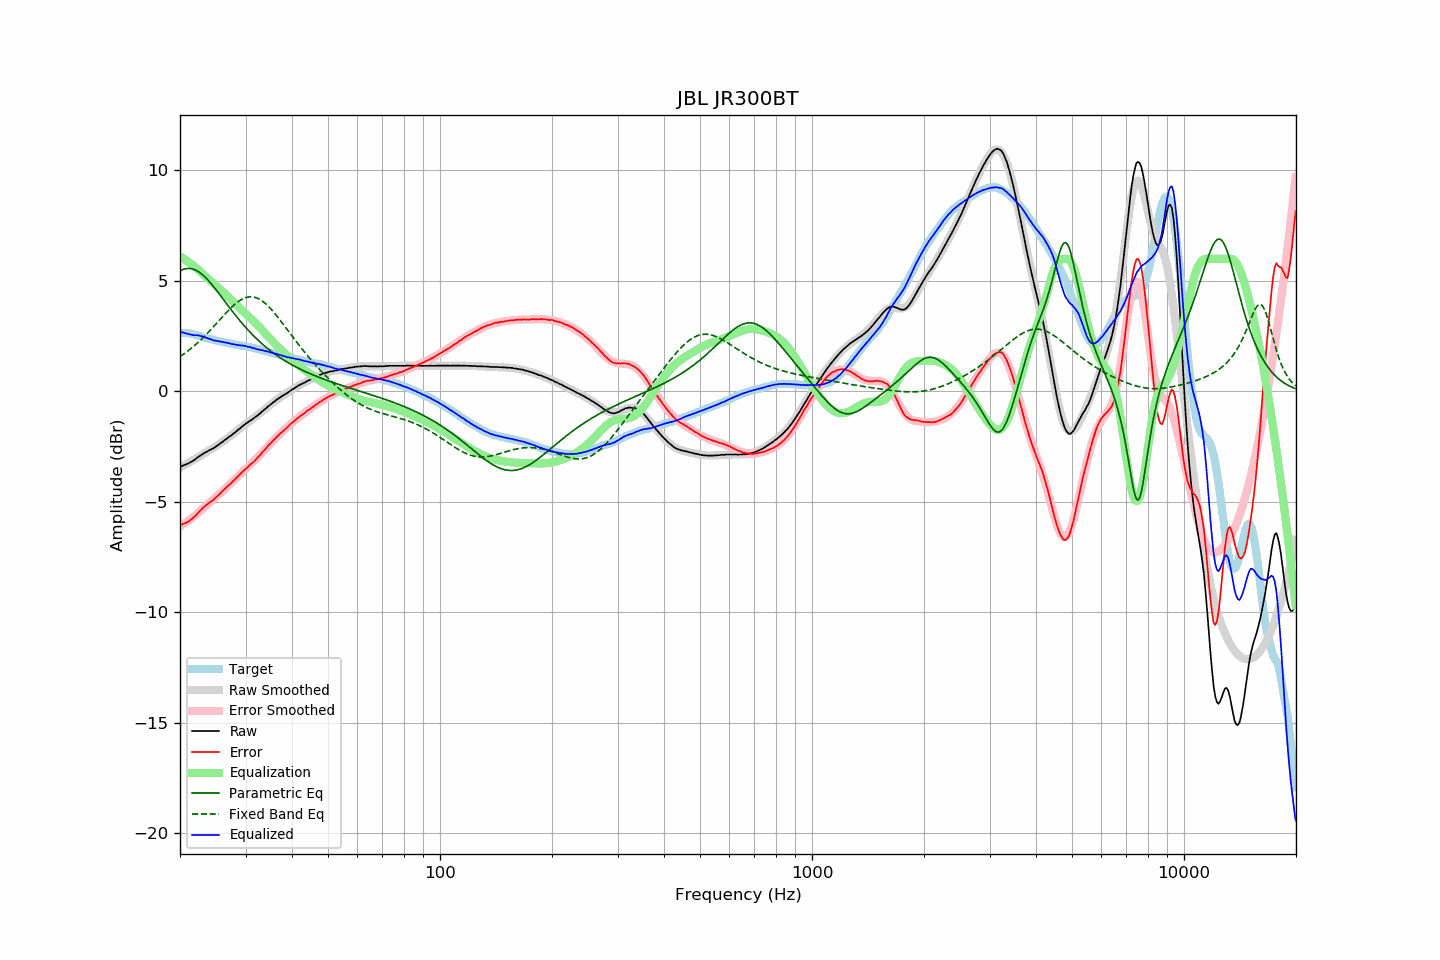 JBL JR300BT
Amplitude (dBr)
10
5
0
−5
−10
−15
−20
Target
Raw Smoothed
Error Smoothed
Raw
Error
Equalization
Parametric Eq
Fixed Band Eq
Equalized
100 1000 10000
Frequency (Hz)